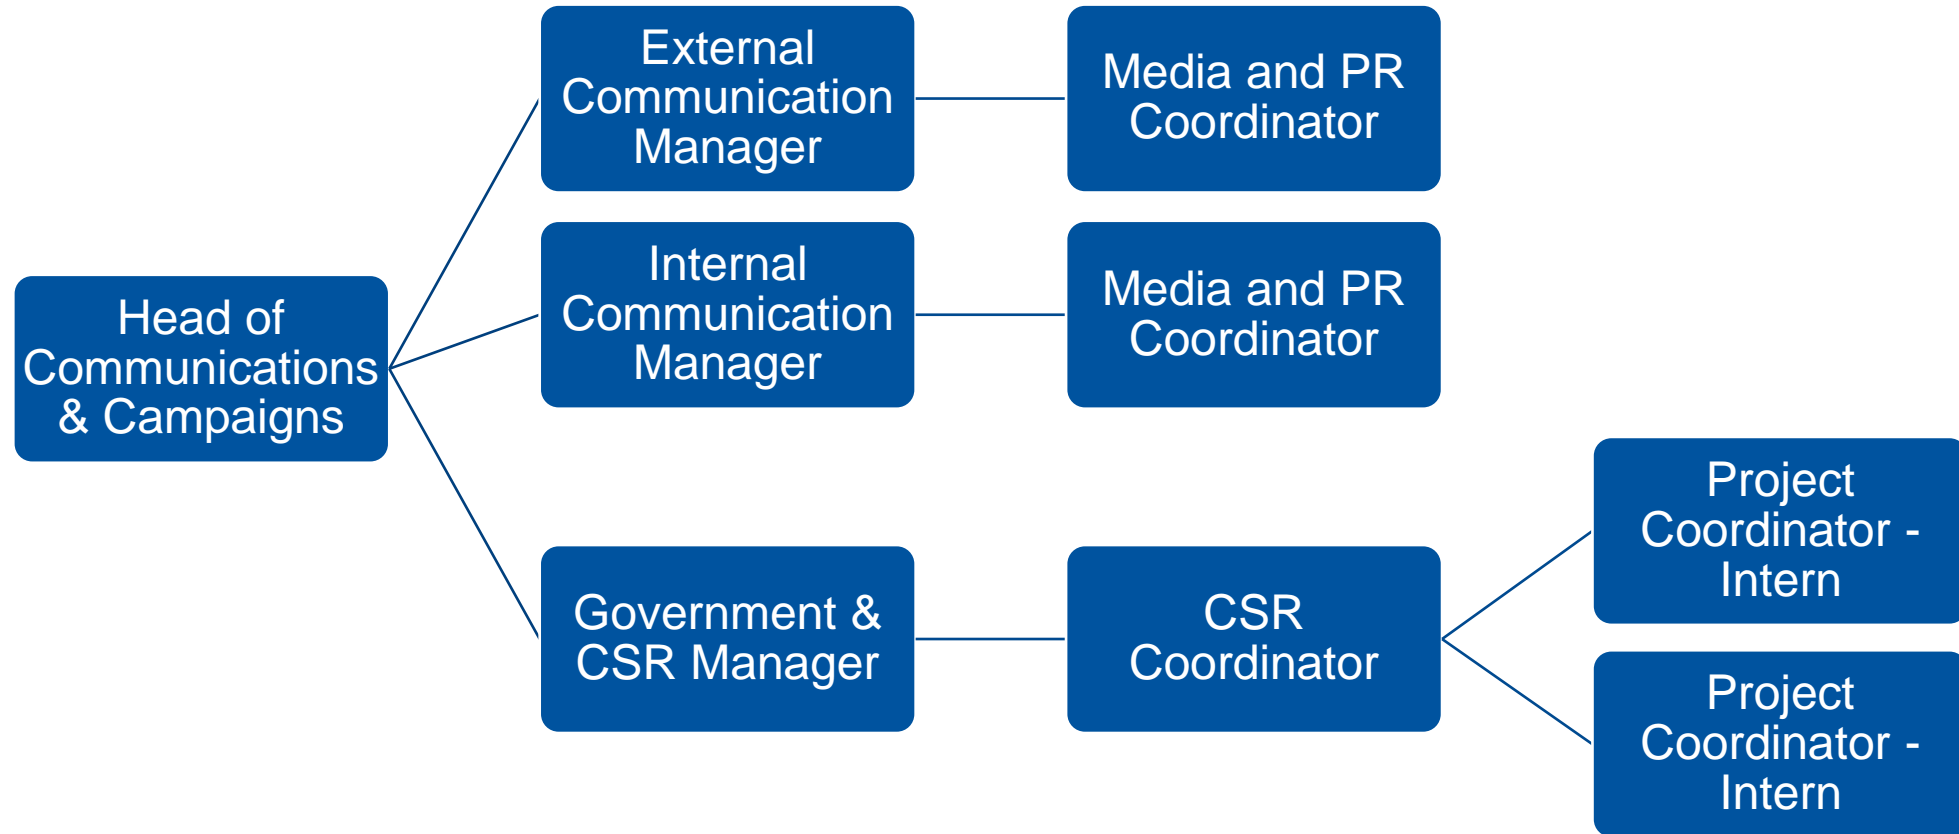 External
Communication
Manager
Media and PR
Coordinator
Internal
Communication
Manager
Media and PR
Coordinator
Head of
Communications
& Campaigns
Government &
CSR Manager
CSR
Coordinator
Project
Coordinator -
Intern
Project
Coordinator -
Intern